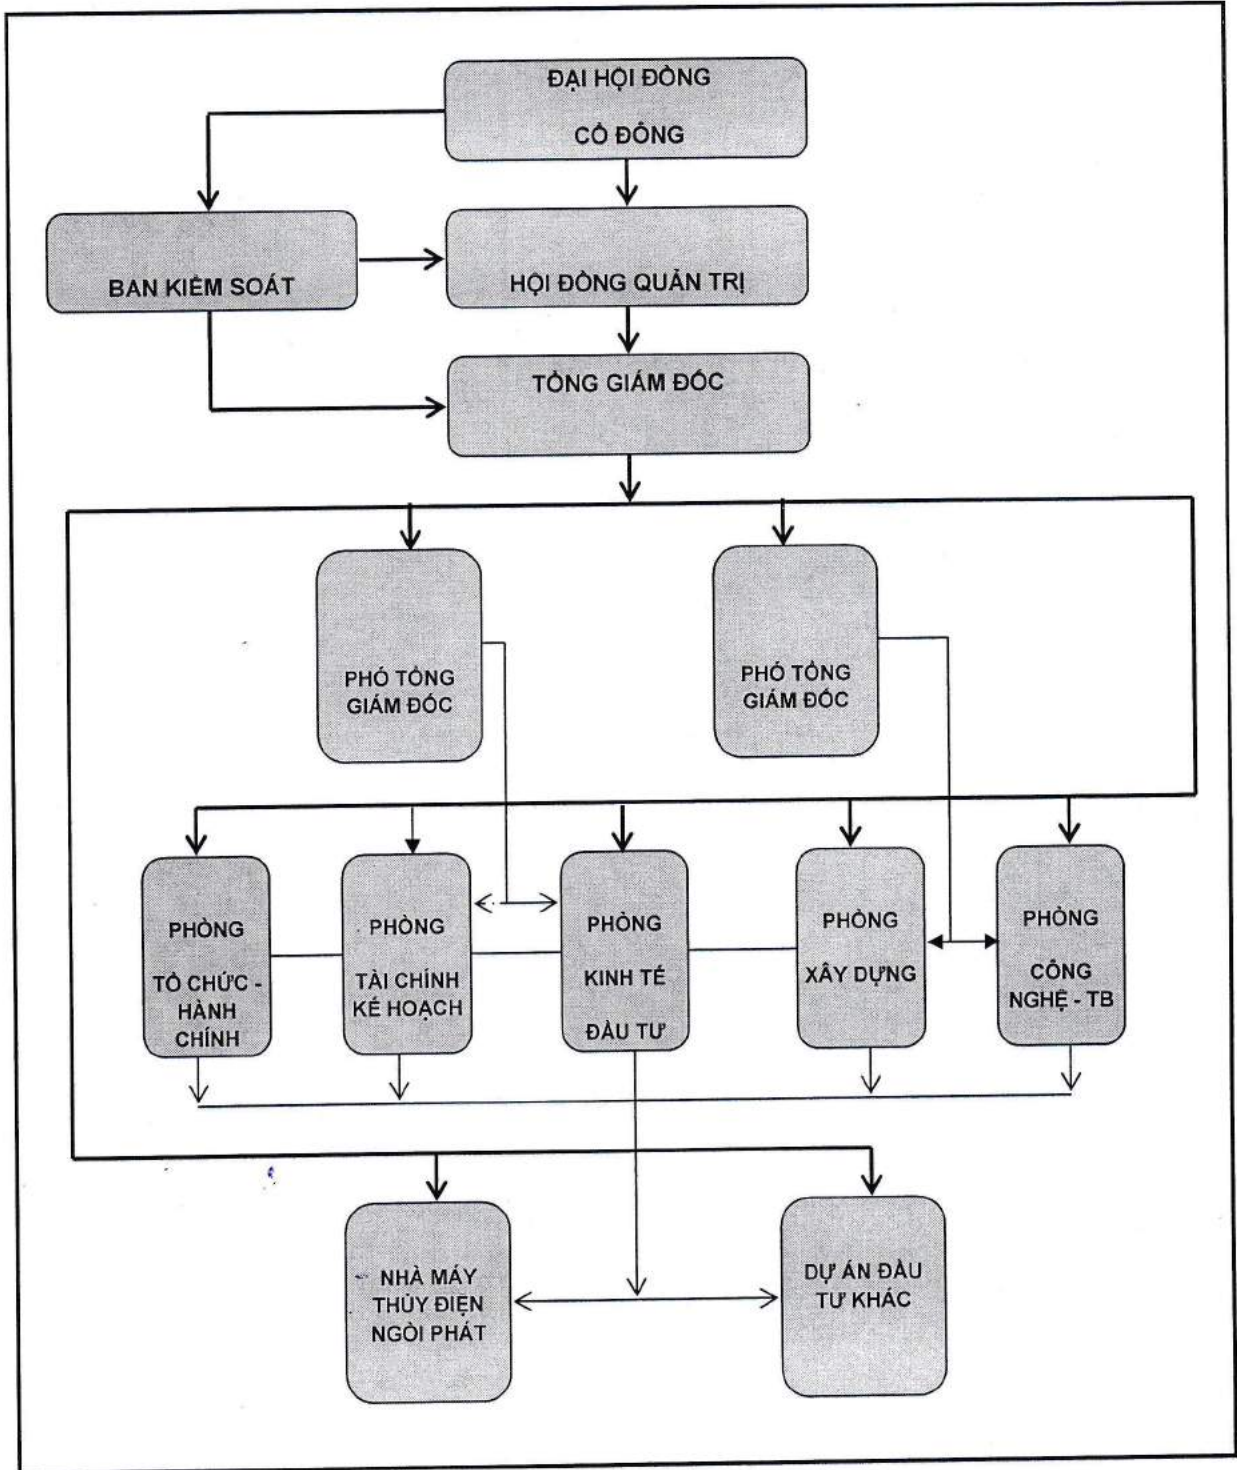 ĐẠI HỘI ĐỒNG
CỔ ĐÔNG
BAN KIỂM SOÁT
HỘI ĐỒNG QUẢN TRỊ
TỔNG GIÁM ĐỐC
PHÓ TỔNG
GIÁM ĐỐC
PHÓ TỔNG
GIÁM ĐỐC
PHÒNG
TỔ CHỨC -
HÀNH
CHÍNH
PHÒNG
TÀI CHÍNH
KẾ HOẠCH
PHÒNG
KINH TẾ
ĐẦU TƯ
PHÒNG
XÂY DỰNG
PHÒNG
CÔNG
NGHỆ - TB
NHÀ MÁY
THỦY ĐIỆN
NGÒI PHÁT
DỰ ÁN ĐẦU
TƯ KHÁC